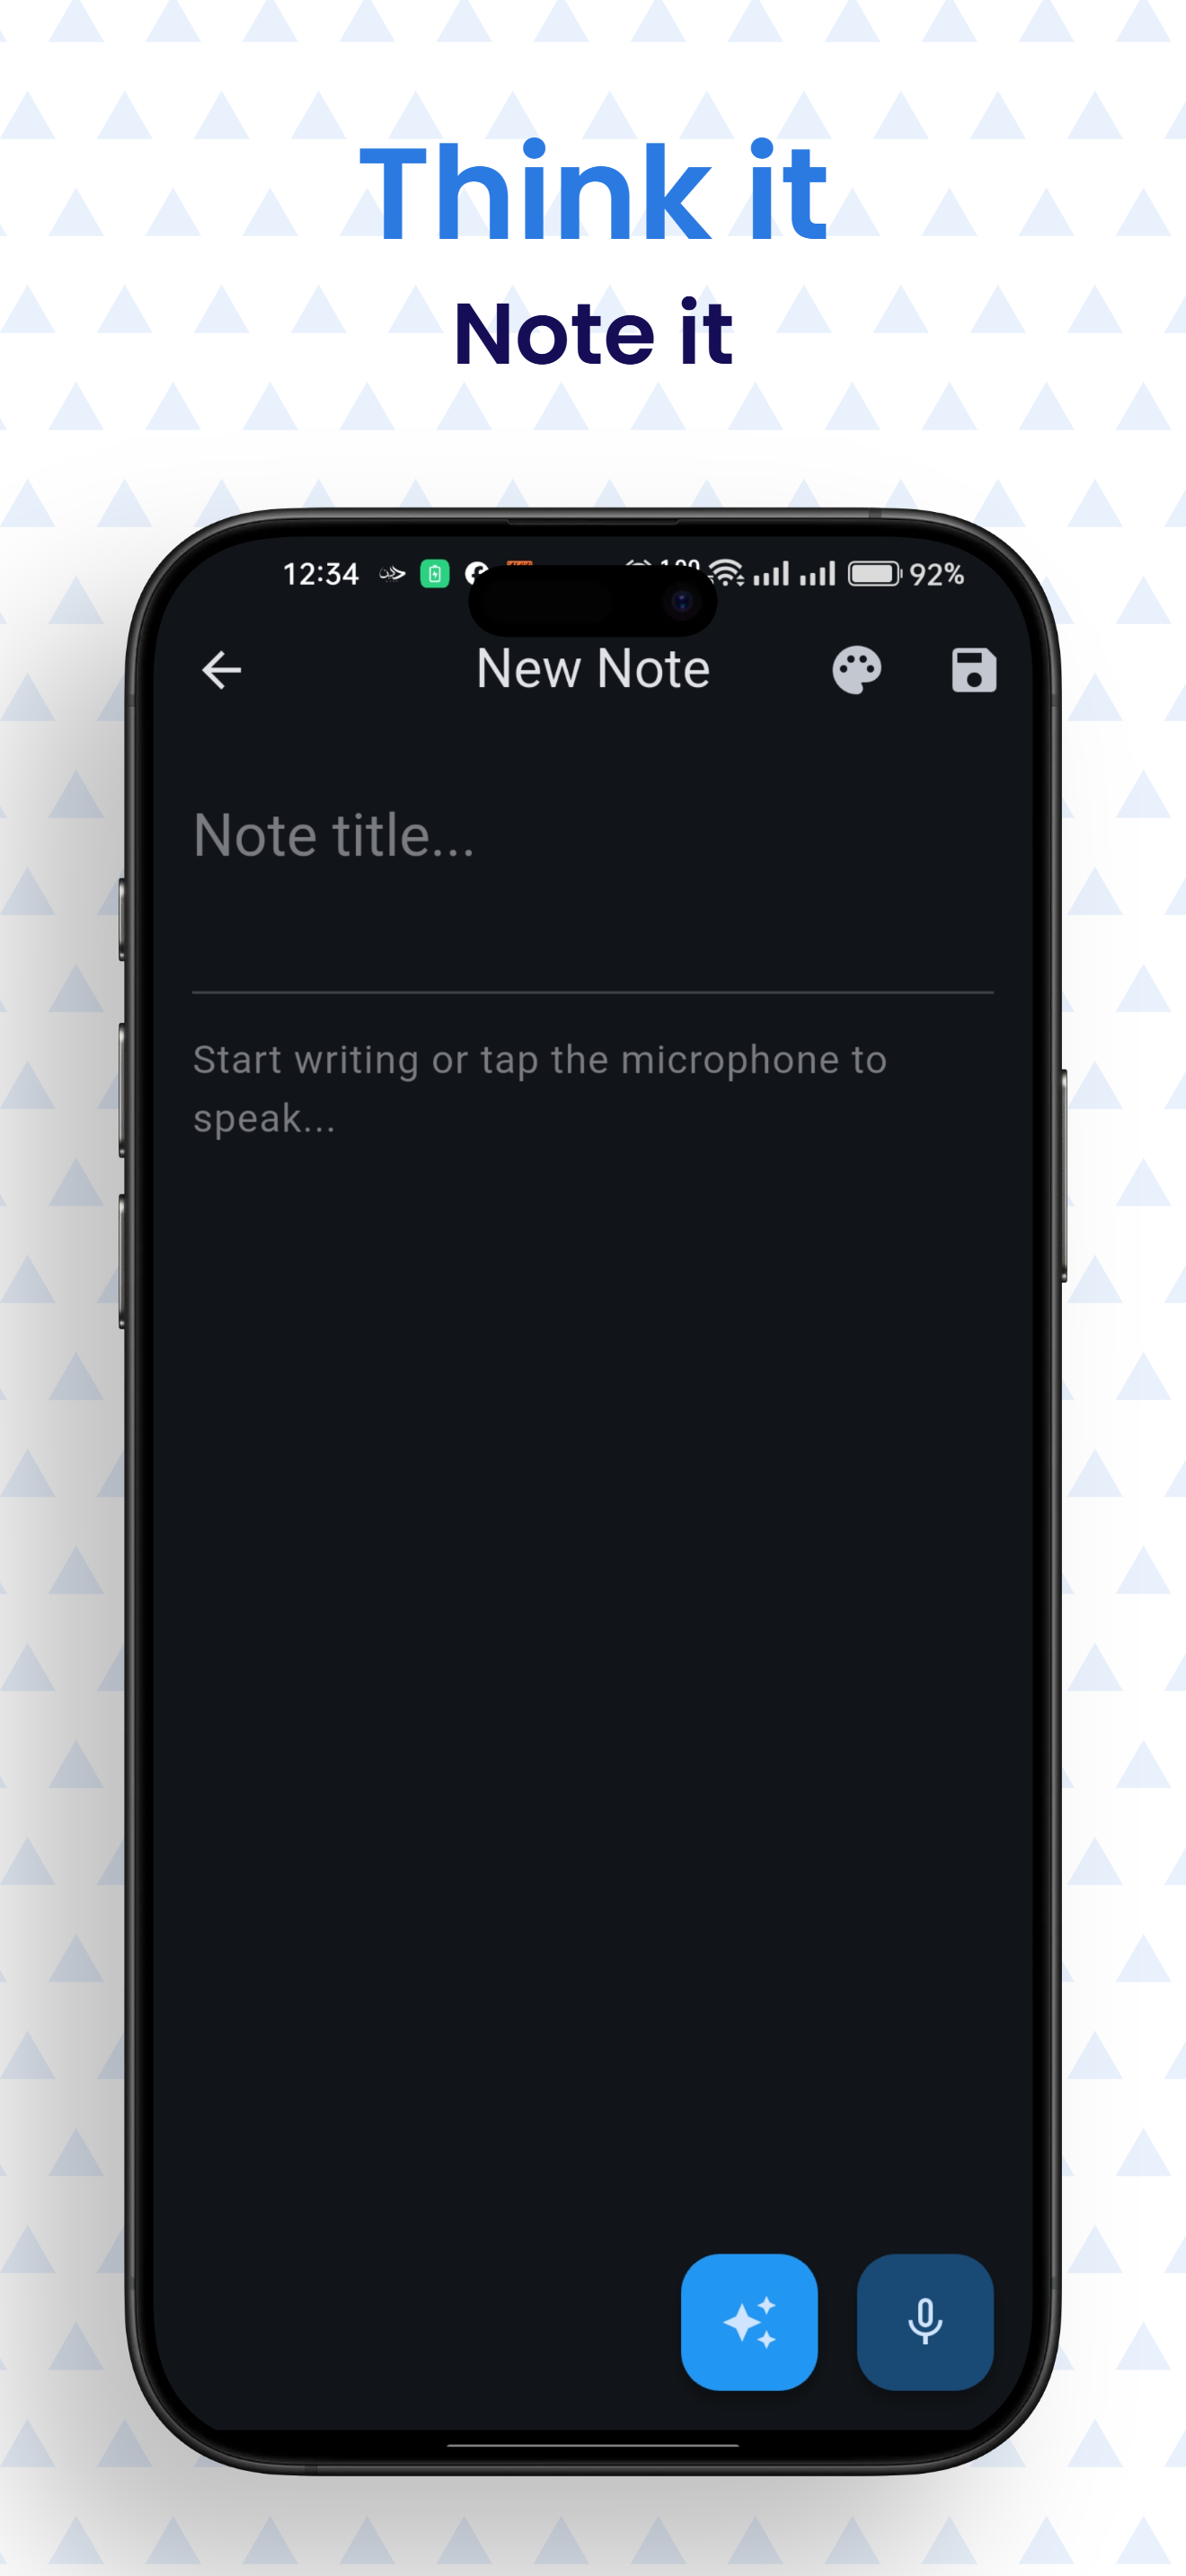 Think it
Note it
12:34 92%
New Note
Note title...
Start writing or tap the microphone to
speak...